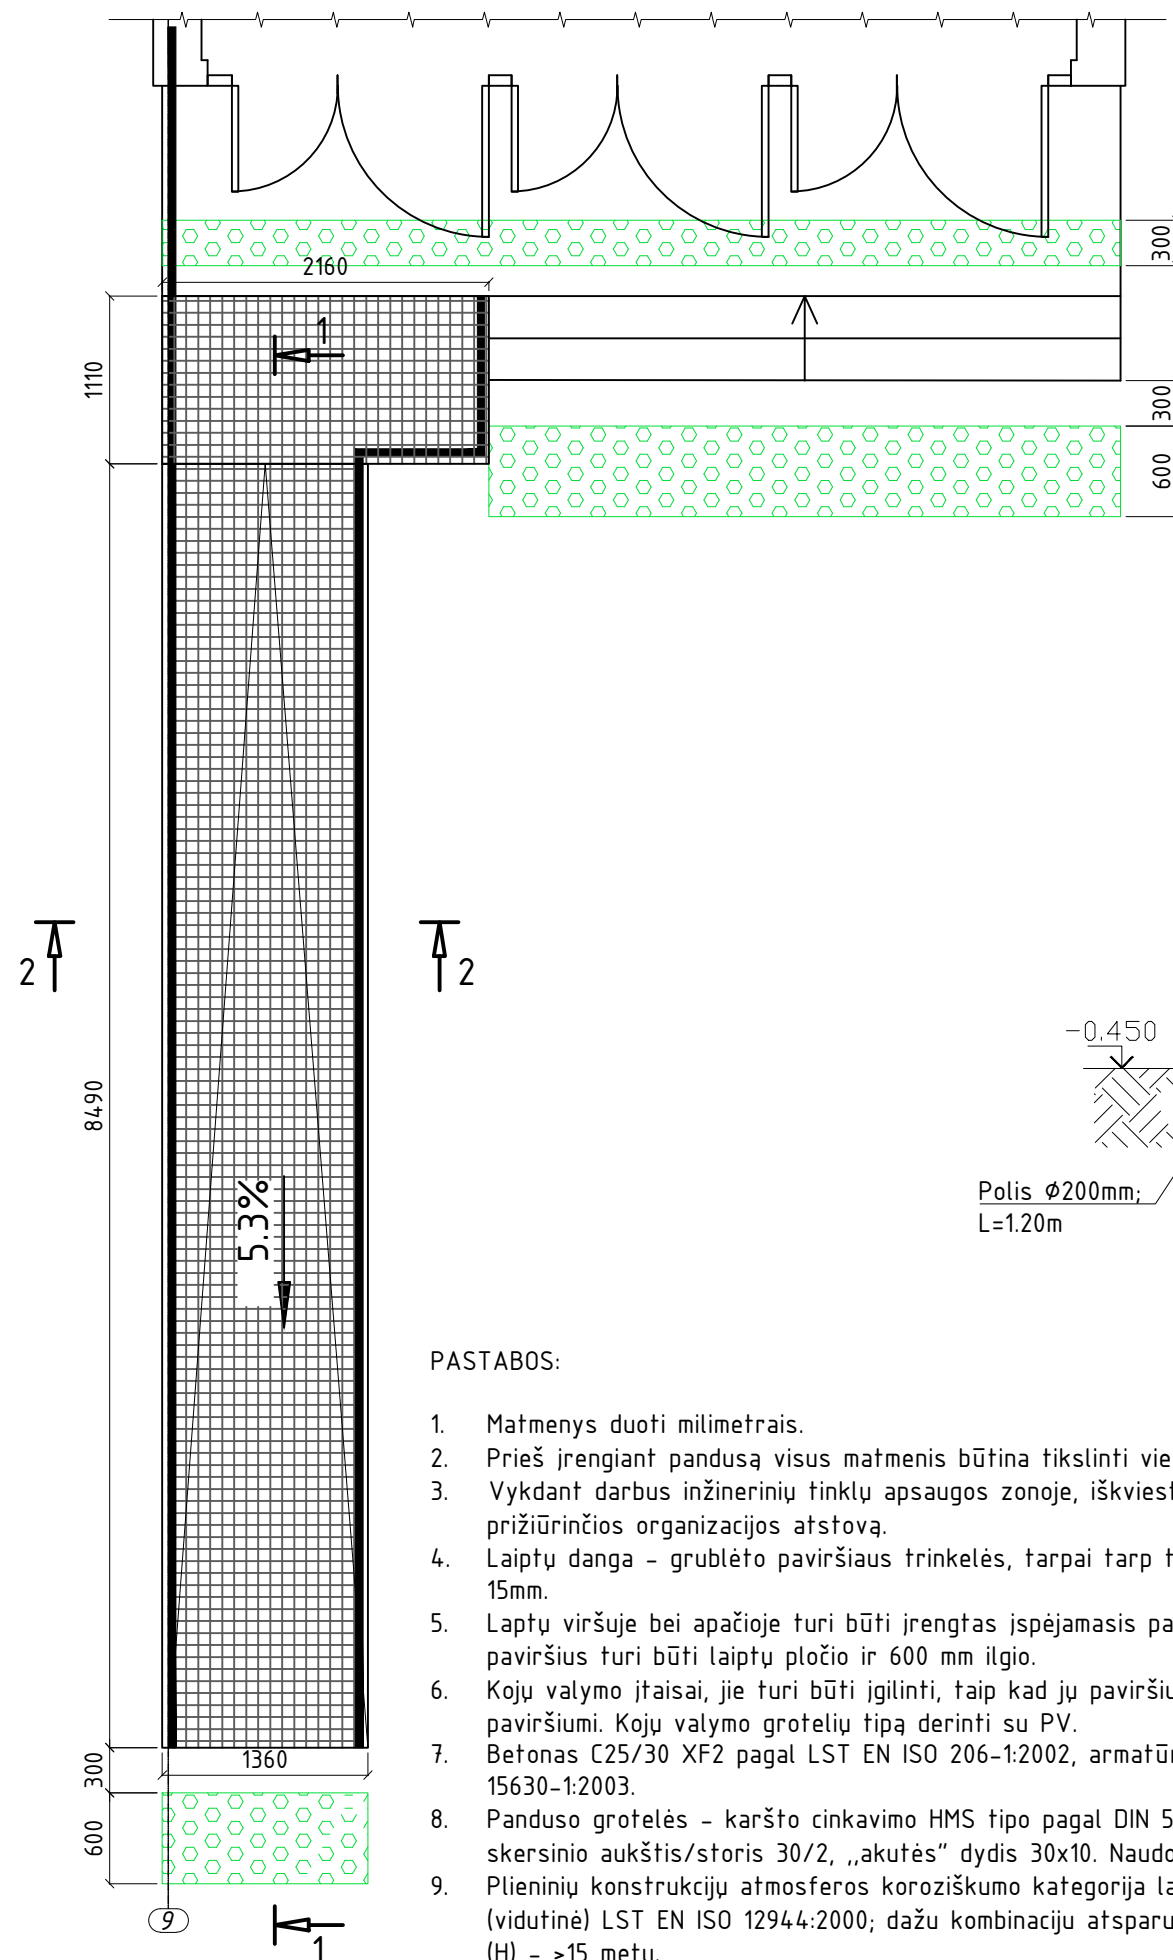 300
2160
1
1110
300
600
2
2
-0.450
8490
5.3%
Polis Ø200mm;
L=1.20m
PASTABOS:
1. Matmenys duoti milimetrais.
2. Prieš įrengiant pandusą visus matmenis būtina tikslinti vie
3. Vykdant darbus inžinerinių tinklų apsaugos zonoje, iškviest
prižiūrinčios organizacijos atstovą.
4. Laiptų danga – grublėto paviršiaus trinkelės, tarpai tarp t
15mm.
5. Laptų viršuje bei apačioje turi būti įrengtas įspėjamasis pa
paviršius turi būti laiptų pločio ir 600 mm ilgio.
6. Kojų valymo įtaisai, jie turi būti įgilinti, taip kad jų paviršiu
paviršiumi. Kojų valymo grotelių tipą derinti su PV.
7. Betonas C25/30 XF2 pagal LST EN ISO 206-1:2002, armatūr
15630-1:2003.
8. Panduso grotelės – karšto cinkavimo HMS tipo pagal DIN 5
skersinio aukštis/storis 30/2, ,,akutės" dydis 30x10. Naudo
9. Plieninių konstrukcijų atmosferos koroziškumo kategorija la
(vidutinė) LST EN ISO 12944:2000; dažų kombinacijų atsparu
(H) – >15 metų.
300
1360
600
9
1